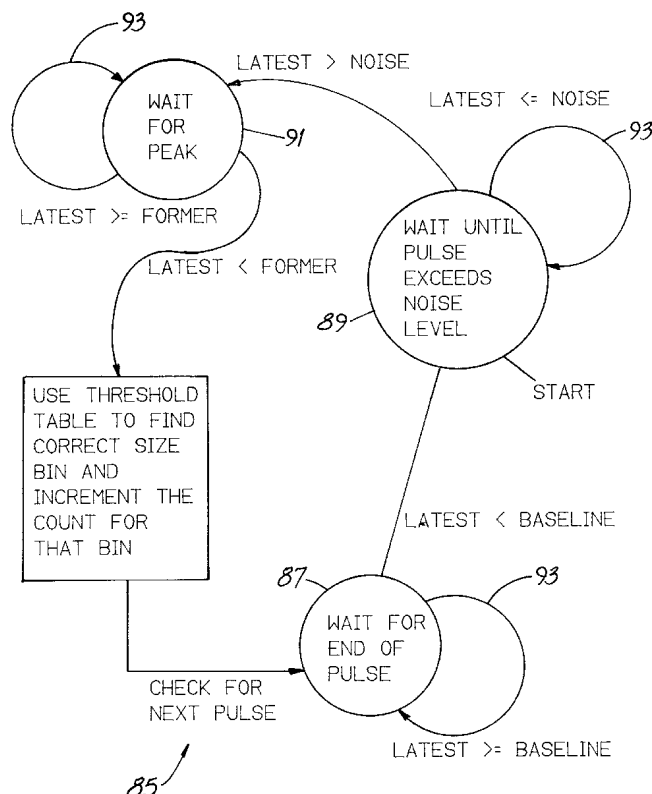 93
LATEST > NOISE
WAIT
FOR
PEAK
91
LATEST >= FORMER
LATEST < FORMER
LATEST <= NOISE
93
WAIT UNTIL
PULSE
EXCEEDS
NOISE
LEVEL
89
START
USE THRESHOLD
TABLE TO FIND
CORRECT SIZE
BIN AND
INCREMENT THE
COUNT FOR
THAT BIN
LATEST < BASELINE
87
93
WAIT FOR
END OF
PULSE
CHECK FOR
NEXT PULSE
LATEST >= BASELINE
85